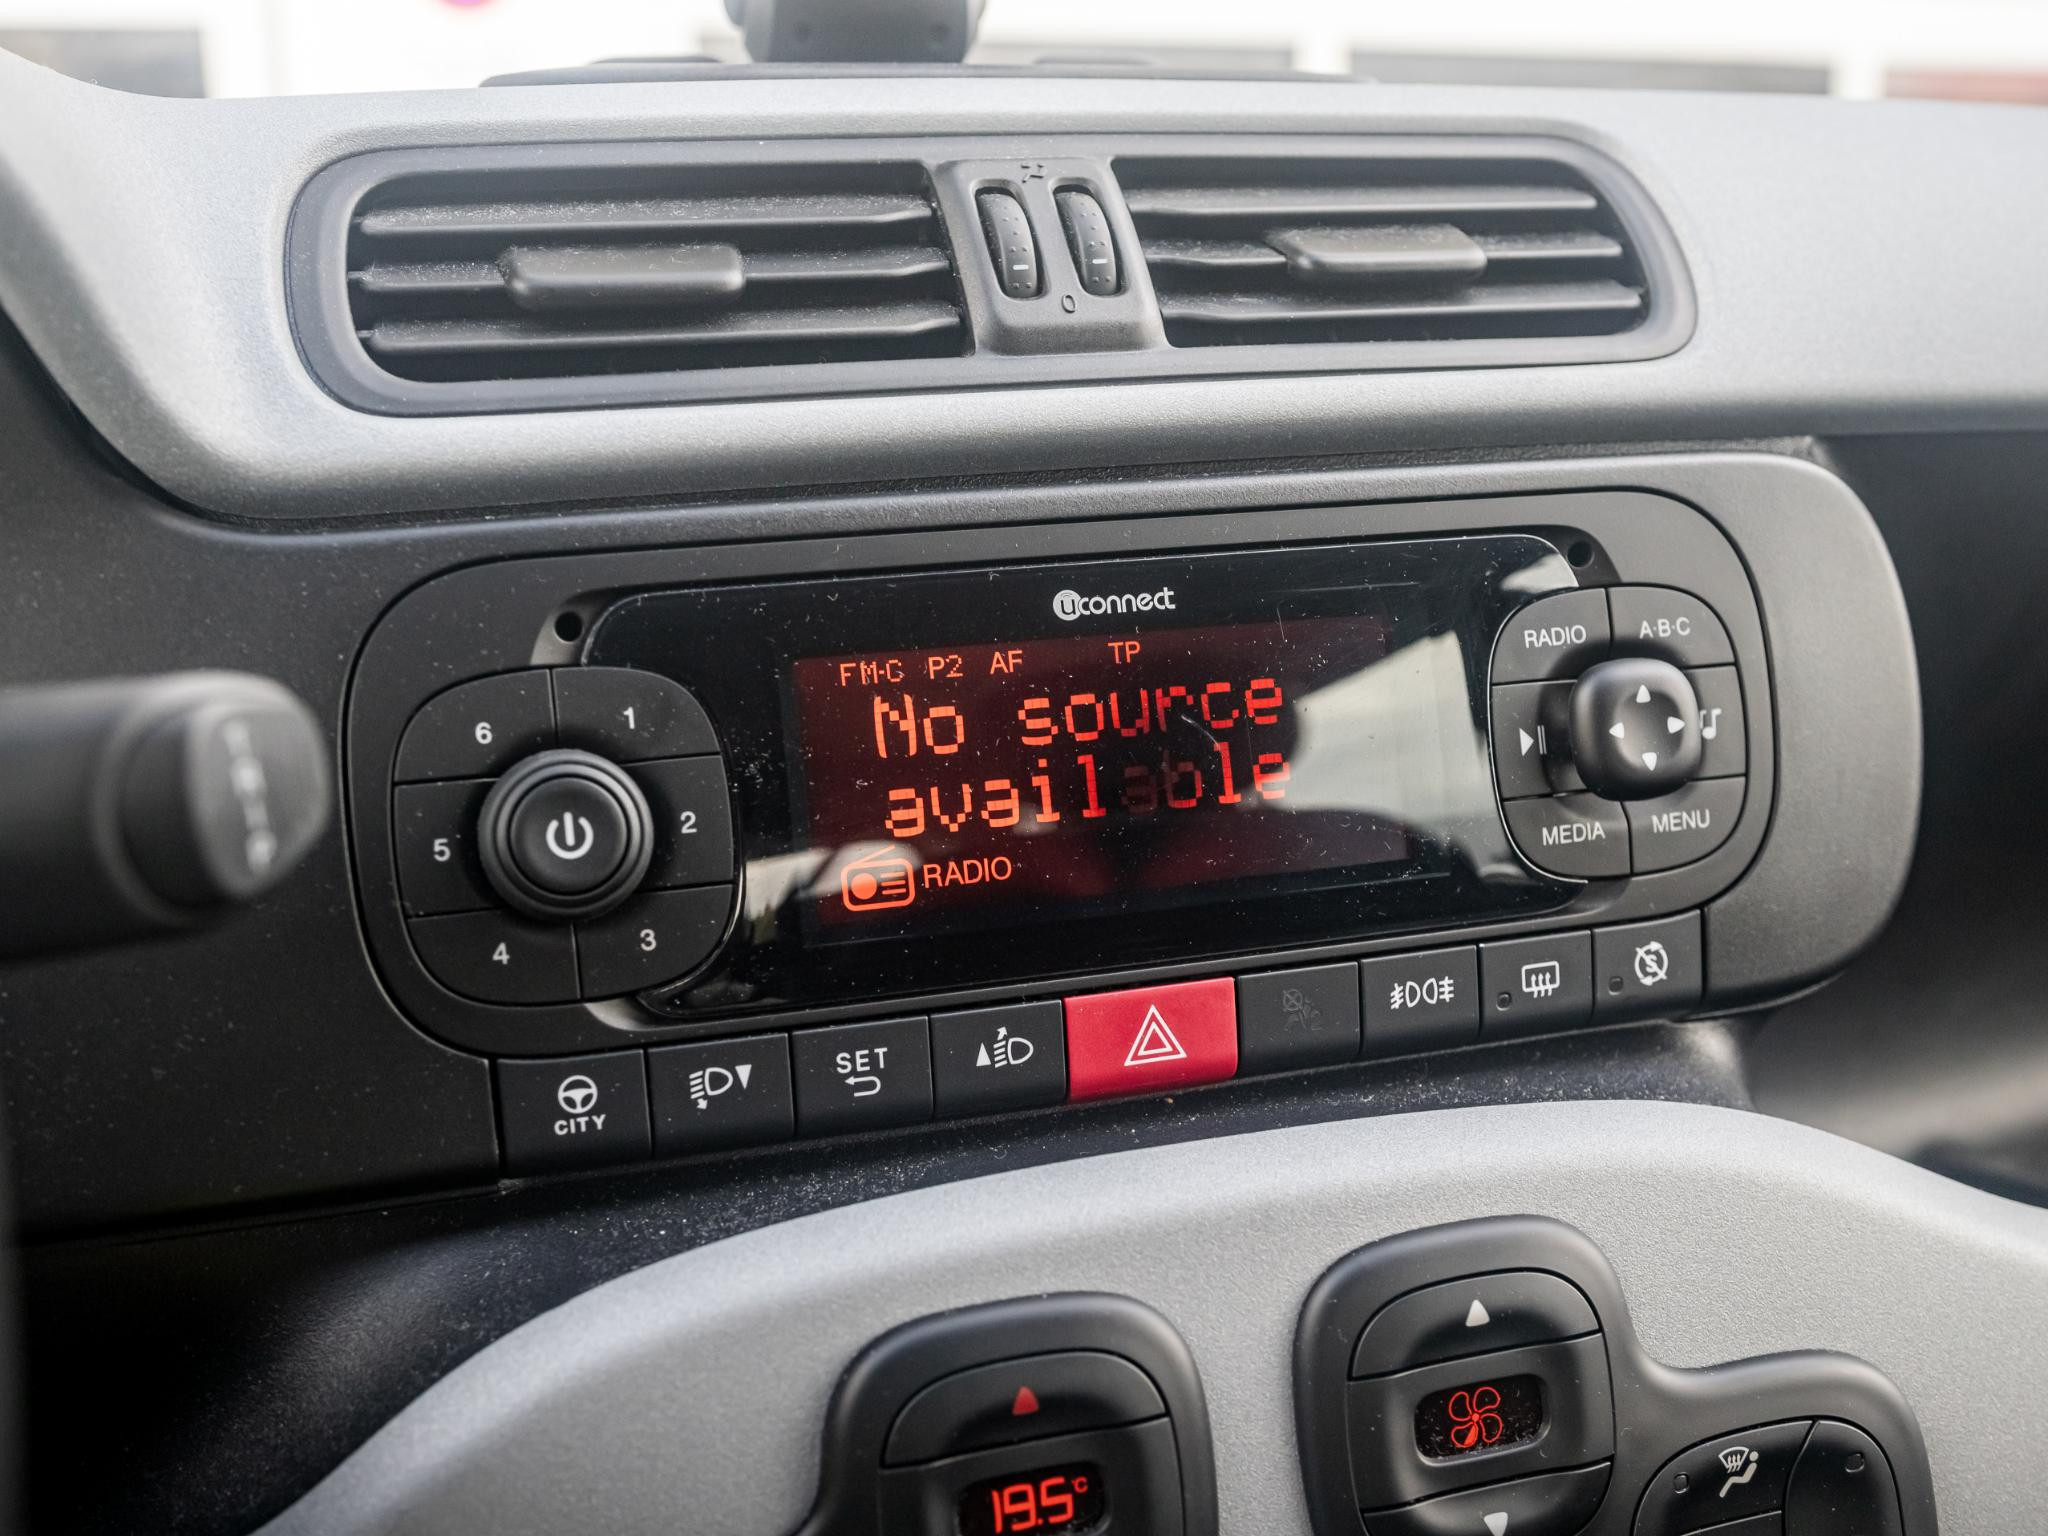 0
uconnect
FM-C P2 AF TP
No source
available
RADIO
6
1
5
2
4
3
RADIO
A·B·C
MEDIA
MENU
CITY
SET
19.5°C